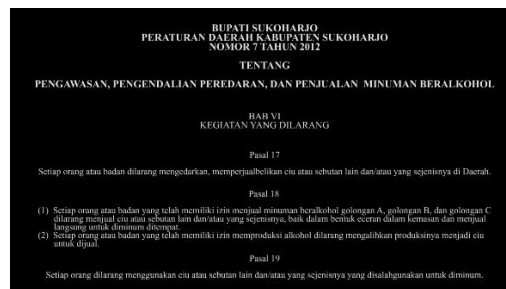 BUPATI SUKOHARJO
PERATURAN DAERAH KABUPATEN SUKOHARJO
NOMOR 7 TAHUN 2012
TENTANG
PENGAWASAN, PENGENDALIAN PEREDARAN, DAN PENJUALAN MINUMAN BERALKOHOL
BAB VI
KEGIATAN YANG DILARANG
Pasal 17
Setiap orang atau badan dilarang mengedarkan, memperjualbelikan ciu atau sebutan lain dan/atau yang sejenisnya di Daerah.
Pasal 18
(1) Setiap orang atau badan yang telah memiliki izin menjual minuman beralkohol golongan A, golongan B, dan golongan C
dilarang menjual ciu atau sebutan lain dan/atau yang sejenisnya, baik dalam bentuk eceran dalam kemasan dan menjual
langsung untuk diminum ditempat.
(2) Setiap orang atau badan yang telah memiliki izin memproduksi alkohol dilarang mengalihkan produksinya menjadi ciu
untuk dijual.
Pasal 19
Setiap orang dilarang menggunakan ciu atau sebutan lain dan/atau yang sejenisnya yang disalahgunakan untuk diminum.